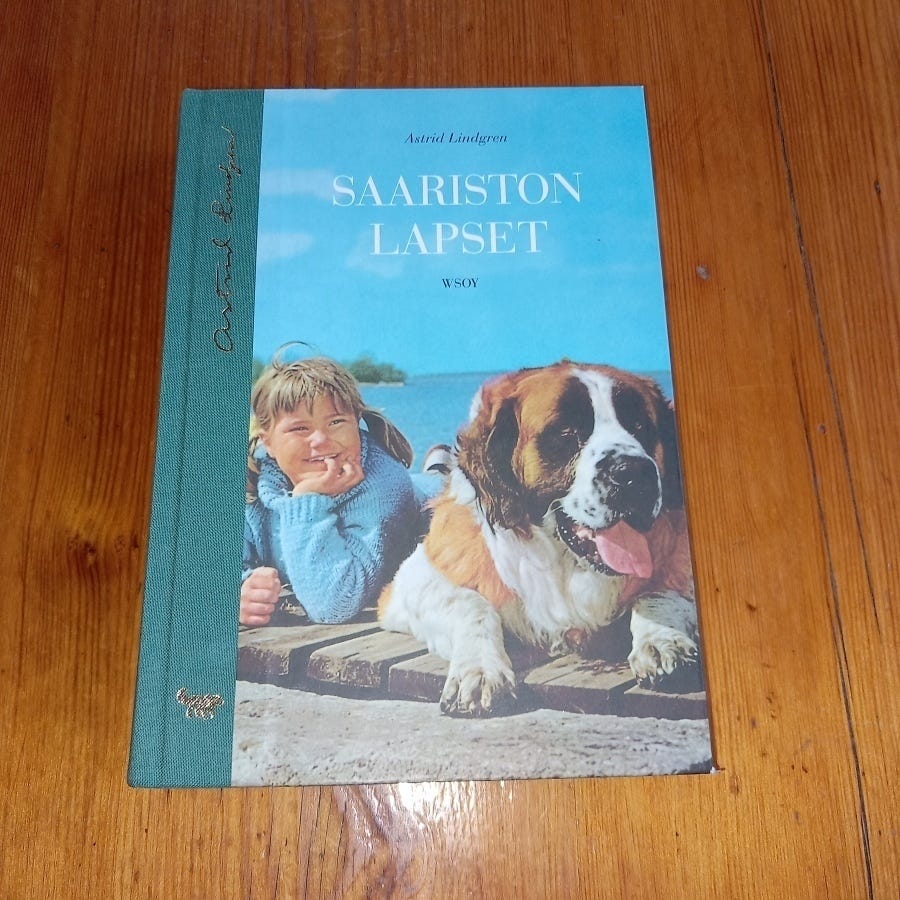 Astrid Lindgren
SAARISTON
LAPSET
WSOY
Astrid Lindgren